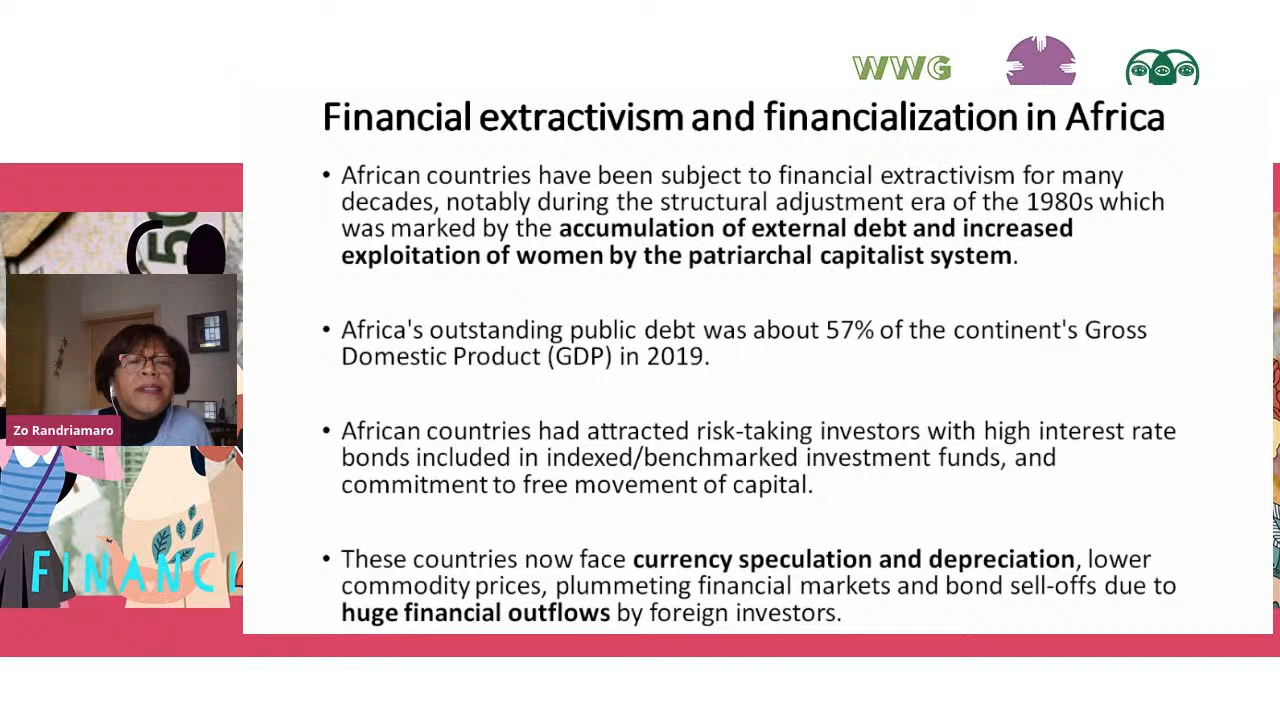 WWG
Financial extractivism and financialization in Africa
• African countries have been subject to financial extractivism for many
decades, notably during the structural adjustment era of the 1980s which
was marked by the accumulation of external debt and increased
exploitation of women by the patriarchal capitalist system.
• Africa's outstanding public debt was about 57% of the continent's Gross
Domestic Product (GDP) in 2019.
• African countries had attracted risk-taking investors with high interest rate
bonds included in indexed/benchmarked investment funds, and
commitment to free movement of capital.
• These countries now face currency speculation and depreciation, lower
commodity prices, plummeting financial markets and bond sell-offs due to
huge financial outflows by foreign investors.
50
Zo Randriamaro
FINANCI